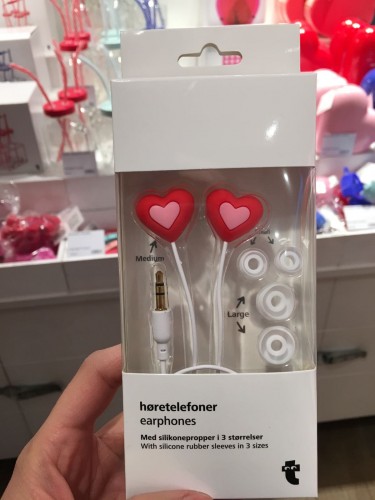 Medium
Large
høretelefoner
earphones
Med silikonepropper i 3 størrelser
With silicone rubber sleeves in 3 sizes